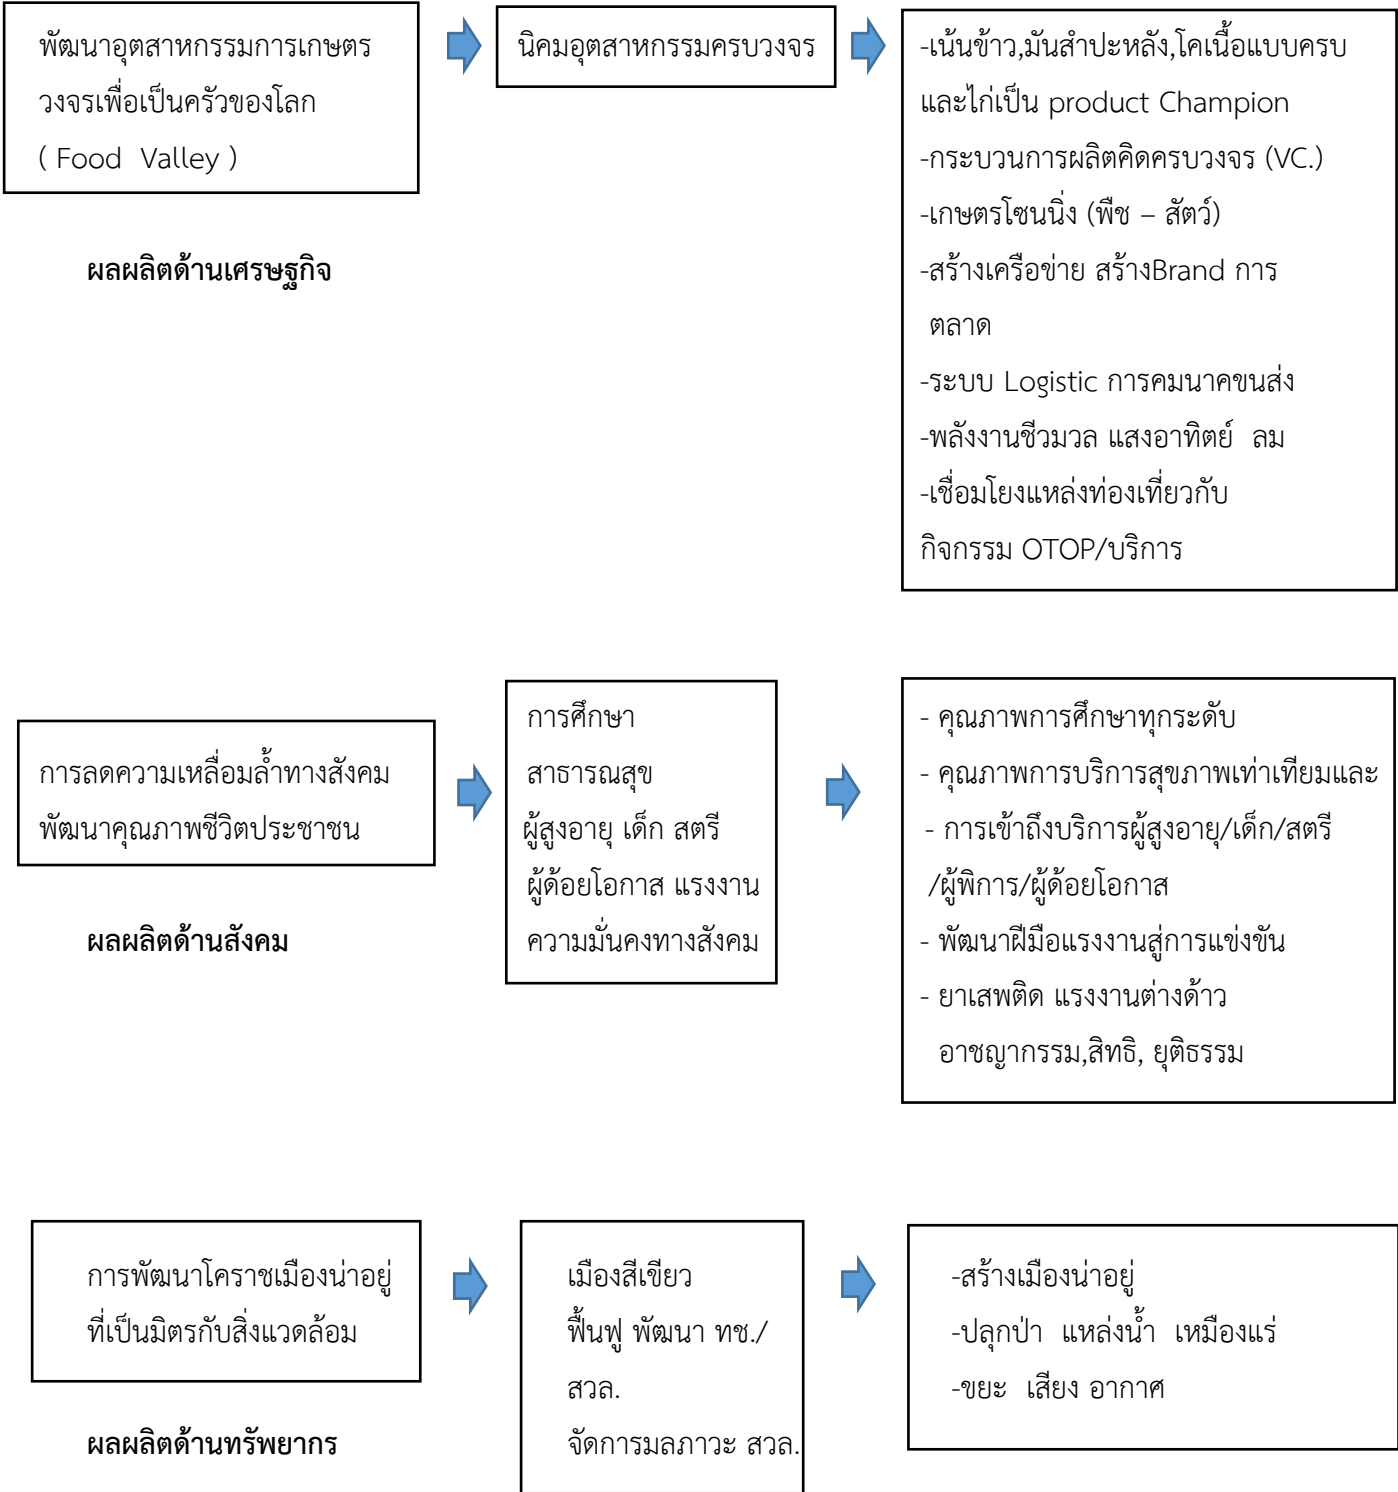 พัฒนาอุตสาหกรรมการเกษตร
วงจรเพื่อเป็นครัวของโลก
( Food Valley )
นิคมอุตสาหกรรมครบวงจร
-เน้นข้าว,มันสำปะหลัง,โคเนื้อแบบครบ
และไก่เป็น product Champion
-กระบวนการผลิตคิดครบวงจร (VC.)
-เกษตรโซนนิ่ง (พืช – สัตว์)
-สร้างเครือข่าย สร้างBrand การ
ตลาด
-ระบบ Logistic การคมนาคขนส่ง
-พลังงานชีวมวล แสงอาทิตย์ ลม
-เชื่อมโยงแหล่งท่องเที่ยวกับ
กิจกรรม OTOP/บริการ
ผลผลิตด้านเศรษฐกิจ
การลดความเหลื่อมล้ำทางสังคม
พัฒนาคุณภาพชีวิตประชาชน
การศึกษา
สาธารณสุข
ผู้สูงอายุ เด็ก สตรี
ผู้ด้อยโอกาส แรงงาน
ความมั่นคงทางสังคม
- คุณภาพการศึกษาทุกระดับ
- คุณภาพการบริการสุขภาพเท่าเทียมและ
- การเข้าถึงบริการผู้สูงอายุ/เด็ก/สตรี
/ผู้พิการ/ผู้ด้อยโอกาส
- พัฒนาฝีมือแรงงานสู่การแข่งขัน
- ยาเสพติด แรงงานต่างด้าว
อาชญากรรม,สิทธิ, ยุติธรรม
ผลผลิตด้านสังคม
การพัฒนาโคราชเมืองน่าอยู่
ที่เป็นมิตรกับสิ่งแวดล้อม
เมืองสีเขียว
ฟื้นฟู พัฒนา ทช./
สวล.
จัดการมลภาวะ สวล.
-สร้างเมืองน่าอยู่
-ปลุกป่า แหล่งน้ำ เหมืองแร่
-ขยะ เสียง อากาศ
ผลผลิตด้านทรัพยากร